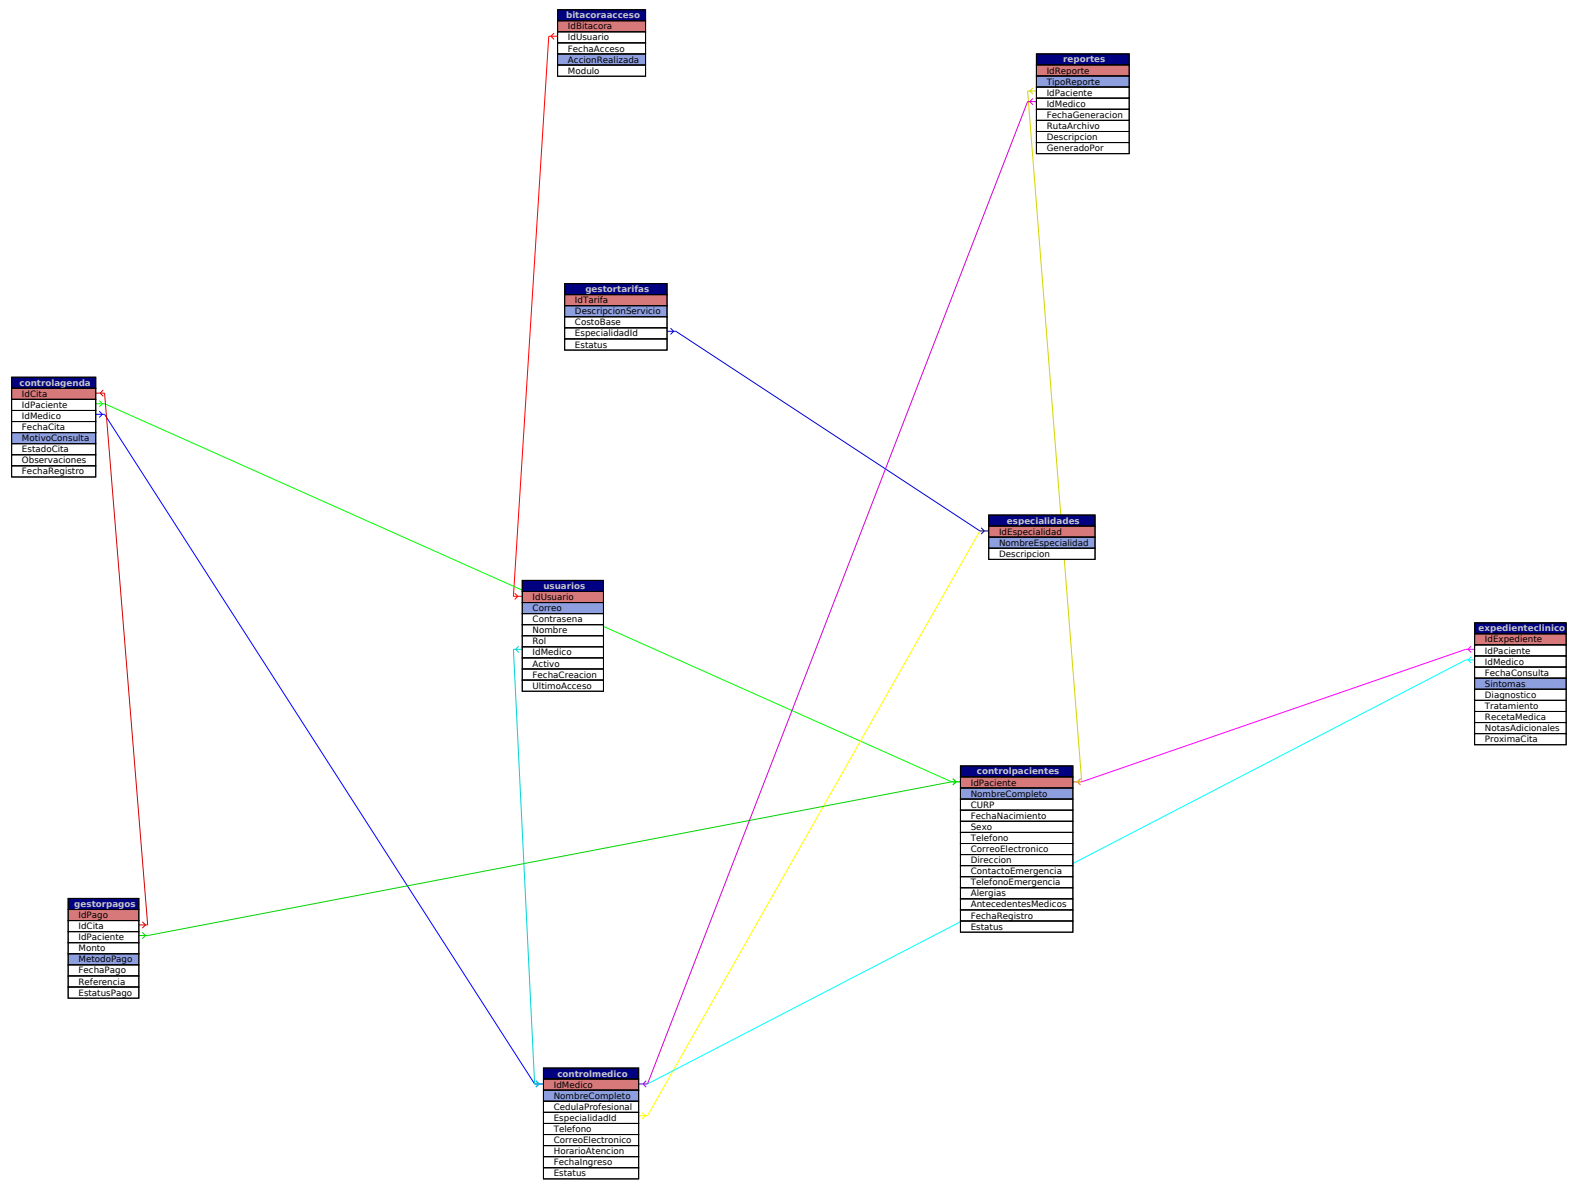 bitacoraacceso
IdBitacora
IdUsuario
FechaAcceso
AccionRealizada
Modulo
reportes
IdReporte
TipoReporte
IdPaciente
IdMedico
FechaGeneracion
RutaArchivo
Descripcion
GeneradoPor
gestortarifas
IdTarifa
DescripcionServicio
CostoBase
EspecialidadId
Estatus
controlagenda
IdCita
IdPaciente
IdMedico
FechaCita
MotivoConsulta
EstadoCita
Observaciones
FechaRegistro
especialidades
IdEspecialidad
NombreEspecialidad
Descripcion
usuarios
IdUsuario
Correo
Contrasena
Nombre
Rol
IdMedico
Activo
FechaCreacion
UltimoAcceso
expedienteclinico
IdExpediente
IdPaciente
IdMedico
FechaConsulta
Sintomas
Diagnostico
Tratamiento
RecetaMedica
NotasAdicionales
ProximaCita
controlpacientes
IdPaciente
NombreCompleto
CURP
FechaNacimiento
Sexo
Telefono
CorreoElectronico
Direccion
ContactoEmergencia
TelefonoEmergencia
Alergias
AntecedentesMedicos
FechaRegistro
Estatus
gestorpagos
IdPago
IdCita
IdPaciente
Monto
MetodoPago
FechaPago
Referencia
EstatusPago
controlmedico
IdMedico
NombreCompleto
CedulaProfesional
EspecialidadId
Telefono
CorreoElectronico
HorarioAtencion
FechaIngreso
Estatus